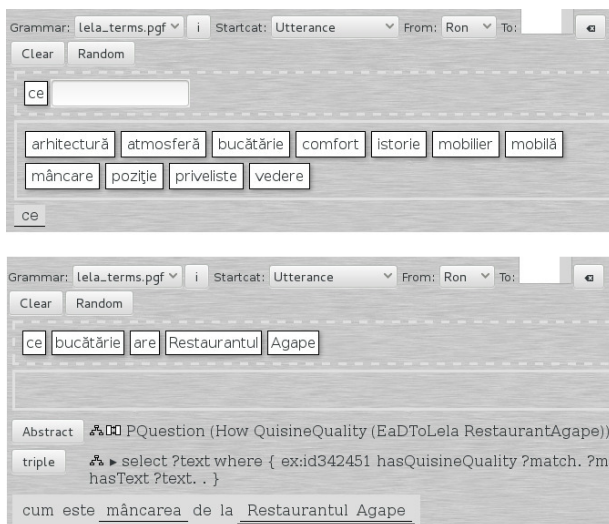 Grammar: lela_terms.pgf i Startcat: Utterance From: Ron To:
Clear Random
ce
arhitectură atmosferă bucătărie comfort istorie mobilier mobilă
mâncare poziţie priveliste vedere
ce
Grammar: lela_terms.pgf i Startcat: Utterance From: Ron To:
Clear Random
ce bucătărie are Restaurantul Agape
Abstract PQuestion (How QuisineQuality (EaDToLela RestaurantAgape))
triple ▸ select ?text where { ex:id342451 hasQuisineQuality ?match. ?m
hasText ?text. . }
cum este mâncarea de la Restaurantul Agape